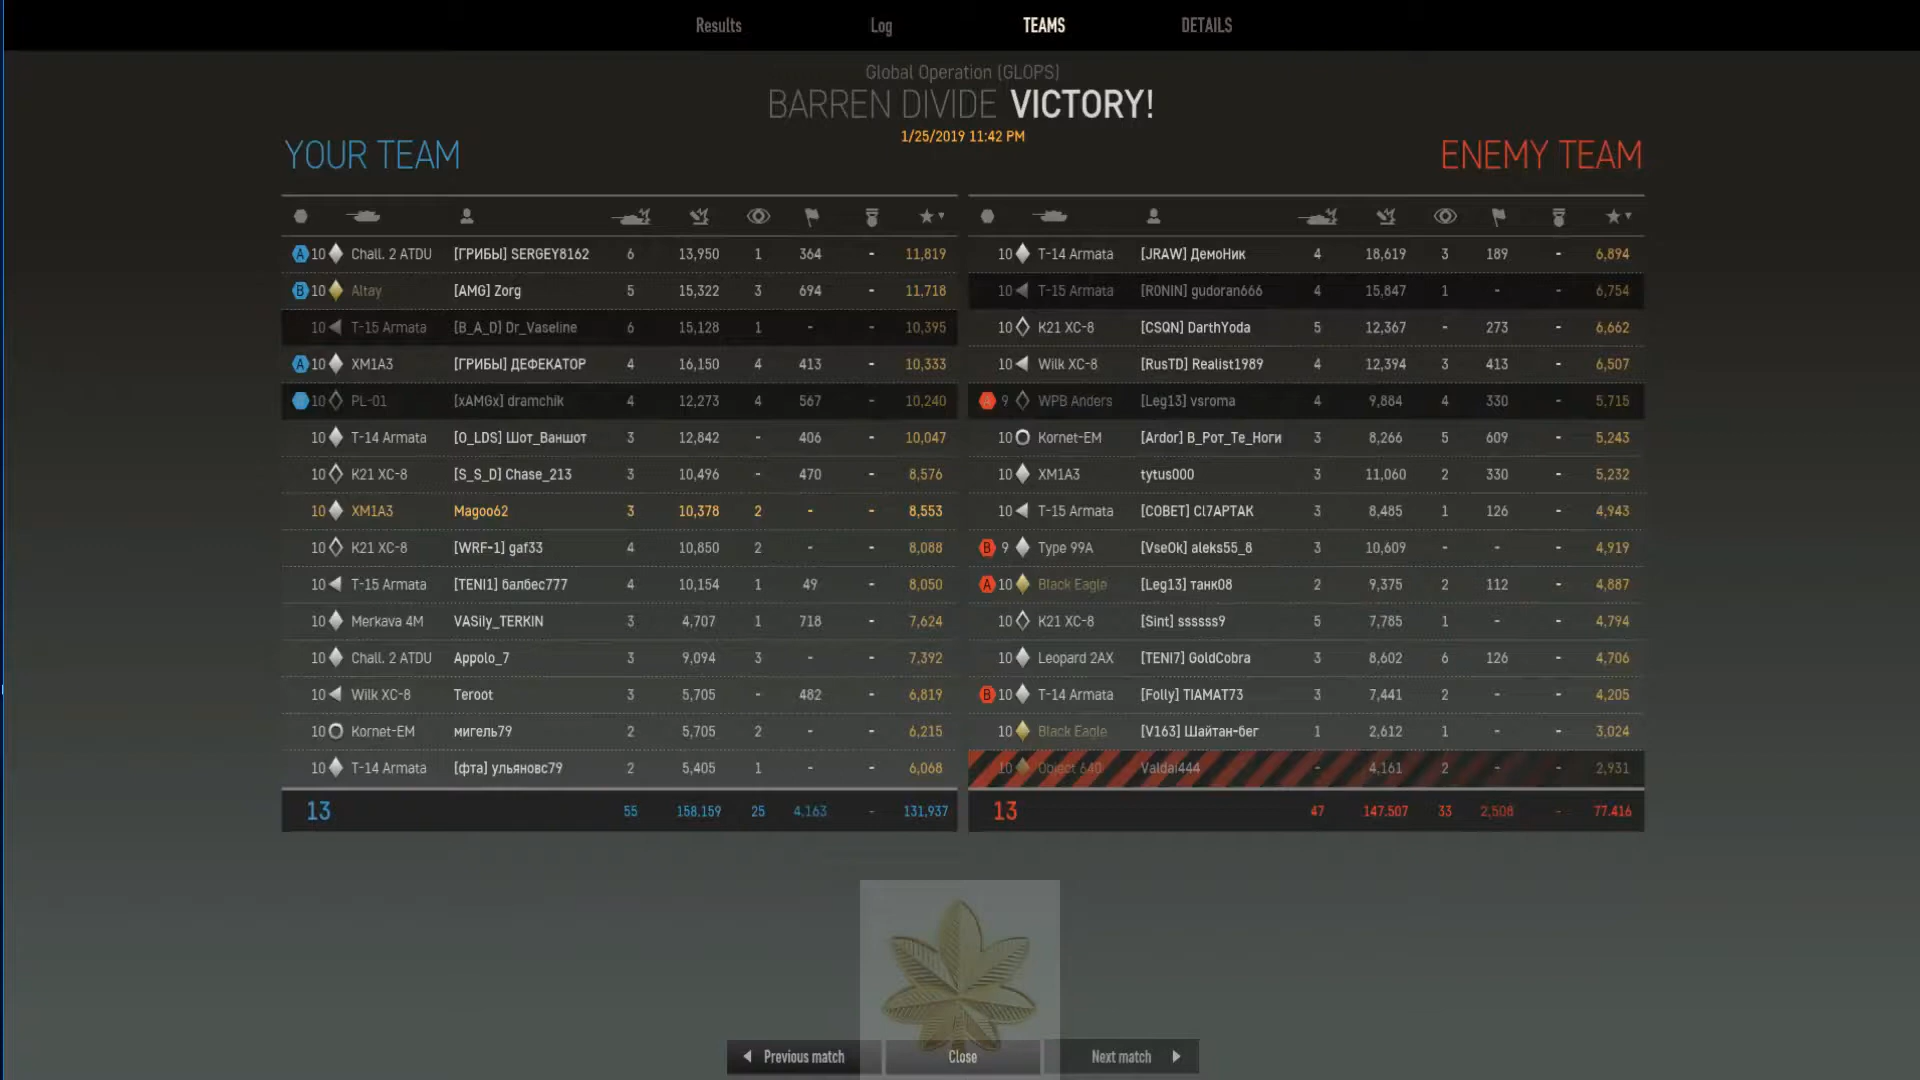 Results Log TEAMS DETAILS
Global Operation (GLOPS)
BARREN DIVIDE VICTORY!
1/25/2019 11:42 PM
YOUR TEAM
A 10 Chall. 2 ATDU [ГРИБЫ] SERGEY8162 6 13,950 1 364 - 11,819
B 10 Altay [AMG] Zorg 5 15,322 3 694 - 11,718
10 T-15 Armata [B_A_D] Dr_Vaseline 6 15,128 1 - - 10,395
A 10 XM1A3 [ГРИБЫ] ДЕФЕКАТОР 4 16,150 4 413 - 10,333
10 PL-01 [xAMGx] dramchik 4 12,273 4 567 - 10,240
10 T-14 Armata [O_LDS] Шот_Ваншот 3 12,842 - 406 - 10,047
10 K21 XC-8 [S_S_D] Chase_213 3 10,496 - 470 - 8,576
10 XM1A3 Magoo62 3 10,378 2 - - 8,553
10 K21 XC-8 [WRF-1] gaf33 4 10,850 2 - - 8,088
10 T-15 Armata [TENI1] балбес777 4 10,154 1 49 - 8,050
10 Merkava 4M VASily_TERKIN 3 4,707 1 718 - 7,624
10 Chall. 2 ATDU Appolo_7 3 9,094 3 - - 7,392
10 Wilk XC-8 Teroot 3 5,705 - 482 - 6,819
10 Kornet-EM мигель79 2 5,705 2 - - 6,215
10 T-14 Armata [фта] ульяновс79 2 5,405 1 - - 6,068
13 55 158,159 25 4,163 - 131,937
ENEMY TEAM
10 T-14 Armata [JRAW] ДемоНик 4 18,619 3 189 - 6,894
10 T-15 Armata [R0NIN] gudoran666 4 15,847 1 - - 6,754
10 K21 XC-8 [CSQN] DarthYoda 5 12,367 - 273 - 6,662
10 Wilk XC-8 [RusTD] Realist1989 4 12,394 3 413 - 6,507
A 9 WPB Anders [Leg13] vsroma 4 9,884 4 330 - 5,715
10 Kornet-EM [Ardor] В_Рот_Те_Ноги 3 8,266 5 609 - 5,243
10 XM1A3 tytus000 3 11,060 2 330 - 5,232
10 T-15 Armata [COBET] Cl7APTAK 3 8,485 1 126 - 4,943
B 9 Type 99A [VseOk] aleks55_8 3 10,609 - - - 4,919
A 10 Black Eagle [Leg13] танк08 2 9,375 2 112 - 4,887
10 K21 XC-8 [Sint] ssssss9 5 7,785 1 - - 4,794
10 Leopard 2AX [TENI7] GoldCobra 3 8,602 6 126 - 4,706
B 10 T-14 Armata [Folly] TIAMAT73 3 7,441 2 - - 4,205
10 Black Eagle [V163] Шайтан-бег 1 2,612 1 - - 3,024
10 Object 640 Valdai444 - 4,161 2 - - 2,931
13 47 147,507 33 2,508 - 77,416
Previous match Close Next match